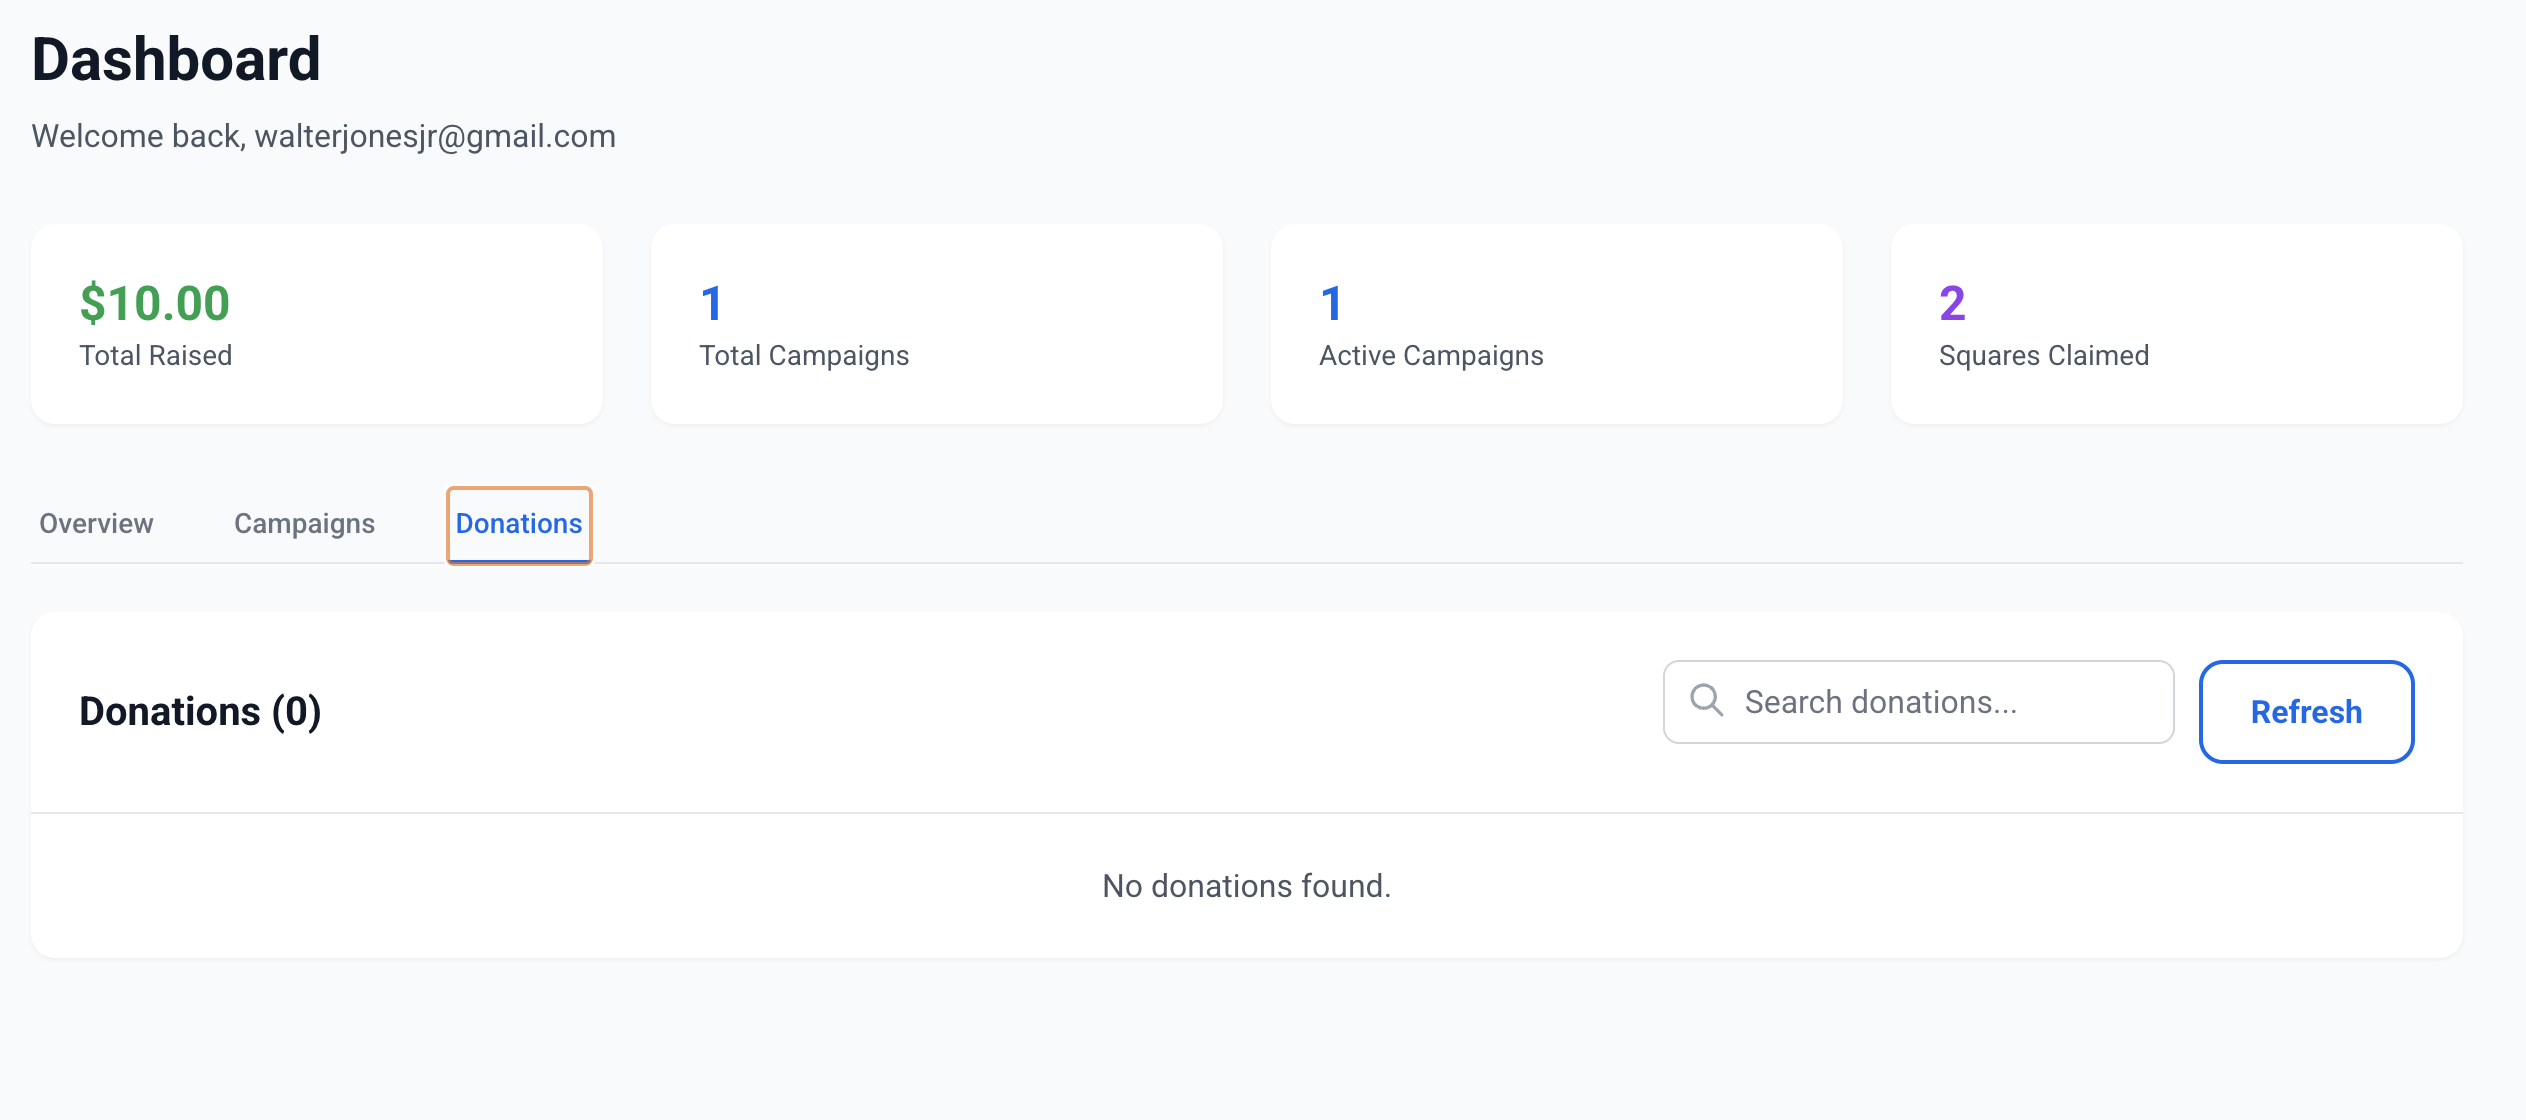 Dashboard
Welcome back, walterjonesjr@gmail.com
$10.00
Total Raised
1
Total Campaigns
1
Active Campaigns
2
Squares Claimed
Overview
Campaigns
Donations
Donations (0)
Search donations...
Refresh
No donations found.